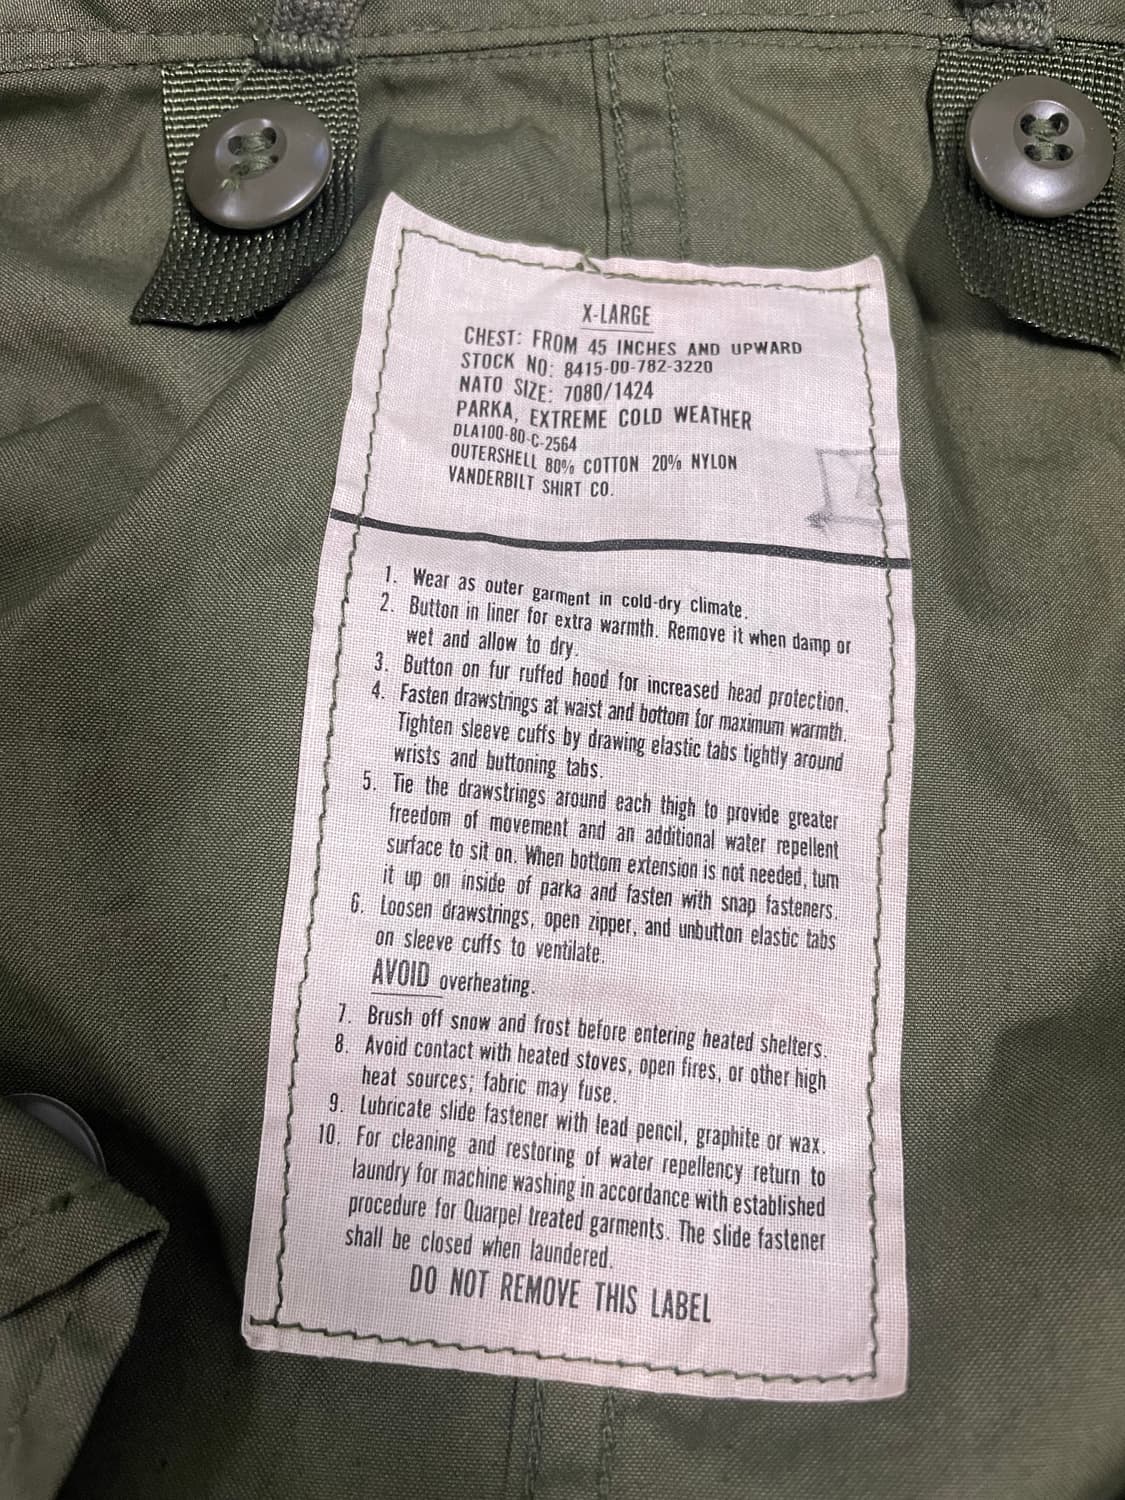 X-LARGE
CHEST: FROM 45 INCHES AND UPWARD
STOCK NO: 8415-00-782-3220
NATO SIZE: 7080/1424
PARKA, EXTREME COLD WEATHER
DLA100-80-C-2564
OUTERSHELL 80% COTTON 20% NYLON
VANDERBILT SHIRT CO.
1. Wear as outer garment in cold-dry climate.
2. Button in liner for extra warmth. Remove it when damp or
wet and allow to dry.
3. Button on fur ruffed hood for increased head protection.
4. Fasten drawstrings at waist and bottom for maximum warmth.
Tighten sleeve cuffs by drawing elastic tabs tightly around
wrists and buttoning tabs.
5. Tie the drawstrings around each thigh to provide greater
freedom of movement and an additional water repellent
surface to sit on. When bottom extension is not needed, turn
it up on inside of parka and fasten with snap fasteners.
6. Loosen drawstrings, open zipper, and unbutton elastic tabs
on sleeve cuffs to ventilate.
AVOID overheating.
7. Brush off snow and frost before entering heated shelters.
8. Avoid contact with heated stoves, open fires, or other high
heat sources; fabric may fuse.
9. Lubricate slide fastener with lead pencil, graphite or wax.
10. For cleaning and restoring of water repellency return to
laundry for machine washing in accordance with established
procedure for Quarpel treated garments. The slide fastener
shall be closed when laundered.
DO NOT REMOVE THIS LABEL